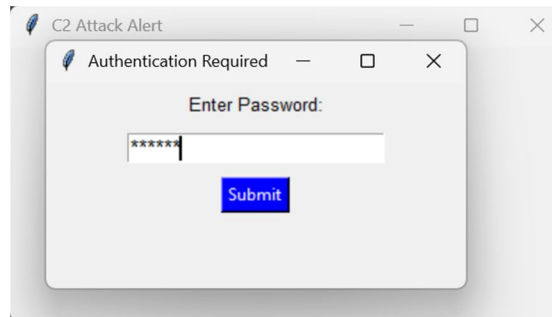 C2 Attack Alert
Authentication Required
Enter Password:
******
Submit